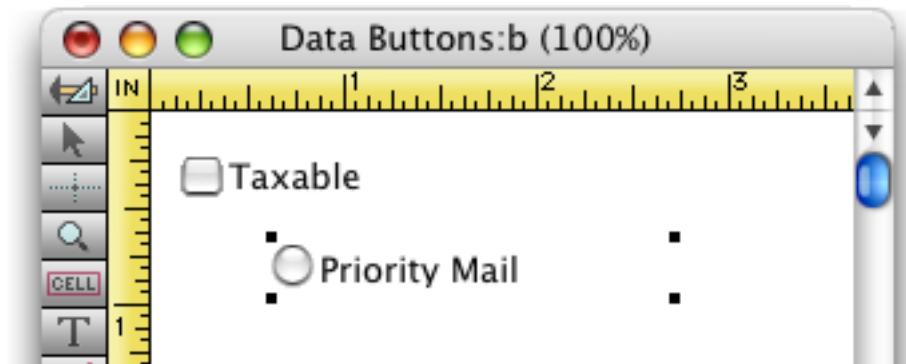 Data Buttons:b (100%)
IN 1 2 3
Taxable
Priority Mail
CELL
T 1